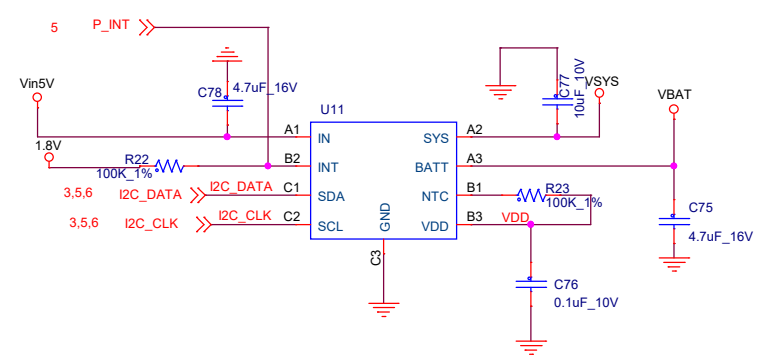 5 P_INT
Vin5V
C78 4.7uF_16V
C77
10uF_10V
VSYS
VBAT
U11
A1 IN SYS A2
1.8V
R22
100K_1%
B2 INT BATT A3
3,5,6 I2C_DATA I2C_DATA C1 SDA NTC B1 R23
100K_1%
3,5,6 I2C_CLK I2C_CLK C2 SCL GND VDD B3 VDD
C3
C75
4.7uF_16V
C76
0.1uF_10V